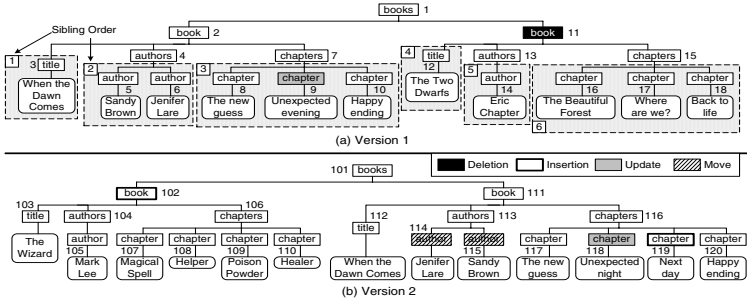 books 1
Sibling Order
book 2
book 11
1
3 title
When the Dawn Comes
authors 4
2
author author
5 6
Sandy Brown
Jenifer Lare
chapters 7
3
chapter chapter chapter
8 9 10
The new guess
Unexpected evening
Happy ending
4
title
12
The Two Dwarfs
authors 13
5
author
14
Eric Chapter
chapters 15
chapter chapter chapter
16 17 18
The Beautiful Forest
Where are we?
Back to life
6
(a) Version 1
Deletion Insertion Update Move
101 books
book
102
book
111
103
title
The Wizard
authors 104
author
105
Mark Lee
106
chapters
chapter chapter chapter chapter
107 108 109 110
Magical Spell
Helper
Poison Powder
Healer
112
title
When the Dawn Comes
authors 113
114
author author
115
Jenifer Lare
Sandy Brown
chapters 116
chapter chapter chapter chapter
117 118 119 120
The new guess
Unexpected night
Next day
Happy ending
(b) Version 2